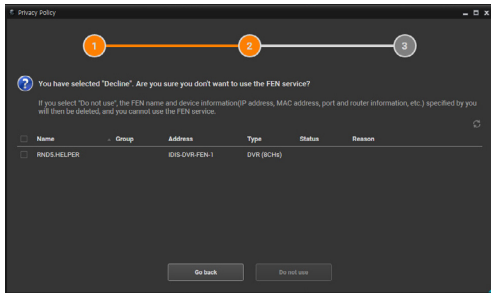 Privacy Policy
1
2
3
You have selected "Decline". Are you sure you don't want to use the FEN service?
If you select "Do not use", the FEN name and device information(IP address, MAC address, port and router information, etc.) specified by you
will then be deleted, and you cannot use the FEN service.
Name Group Address Type Status Reason
RND5.HELPER IDIS-DVR-FEN-1 DVR (8CHs)
Go back Do not use